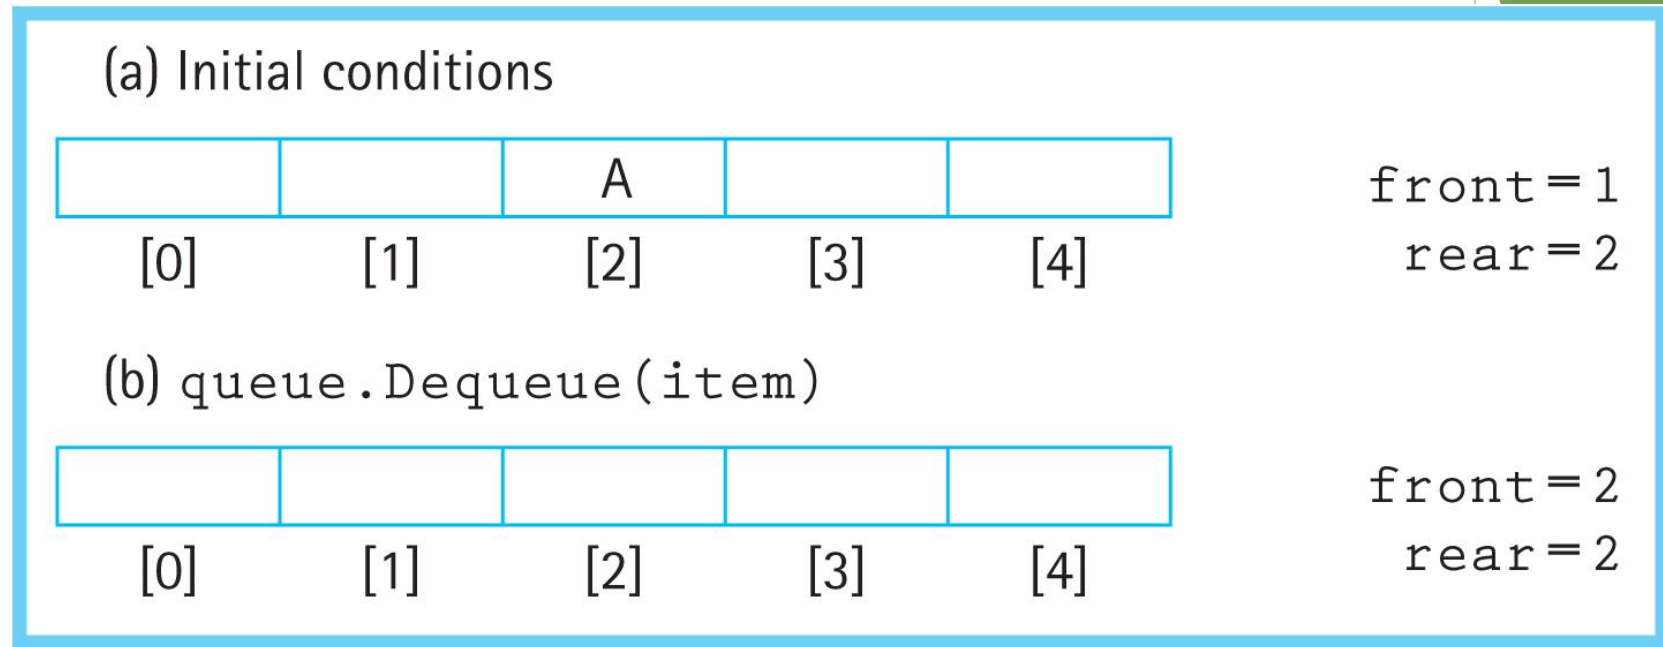 (a) Initial conditions
A
front=1
[0] [1] [2] [3] [4]
rear=2
(b) queue.Dequeue(item)
front=2
[0] [1] [2] [3] [4]
rear=2